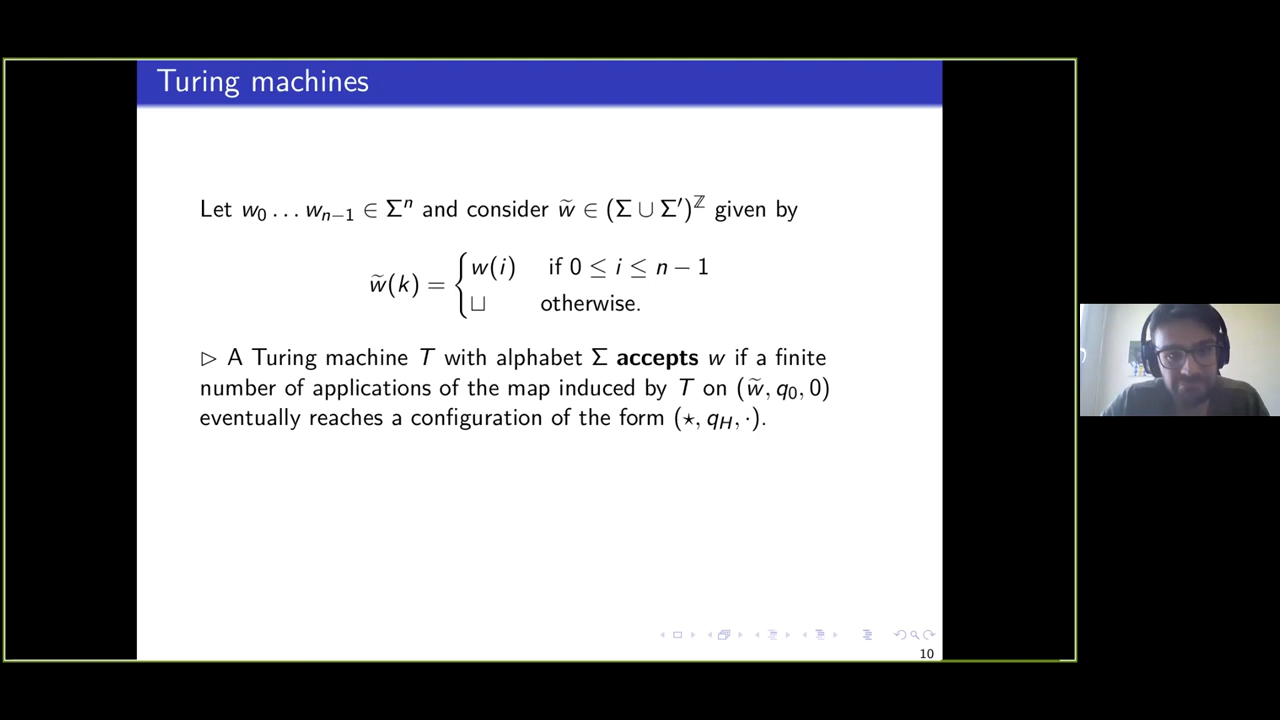 Turing machines
Let w₀ … wₙ₋₁ ∈ Σⁿ and consider w̃ ∈ (Σ ∪ Σ′)^ℤ given by
w̃(k) = { w(i) if 0 ≤ i ≤ n − 1
⊔ otherwise.
▷ A Turing machine T with alphabet Σ accepts w if a finite
number of applications of the map induced by T on (w̃, q₀, 0)
eventually reaches a configuration of the form (⋆, q_H, ·).
10